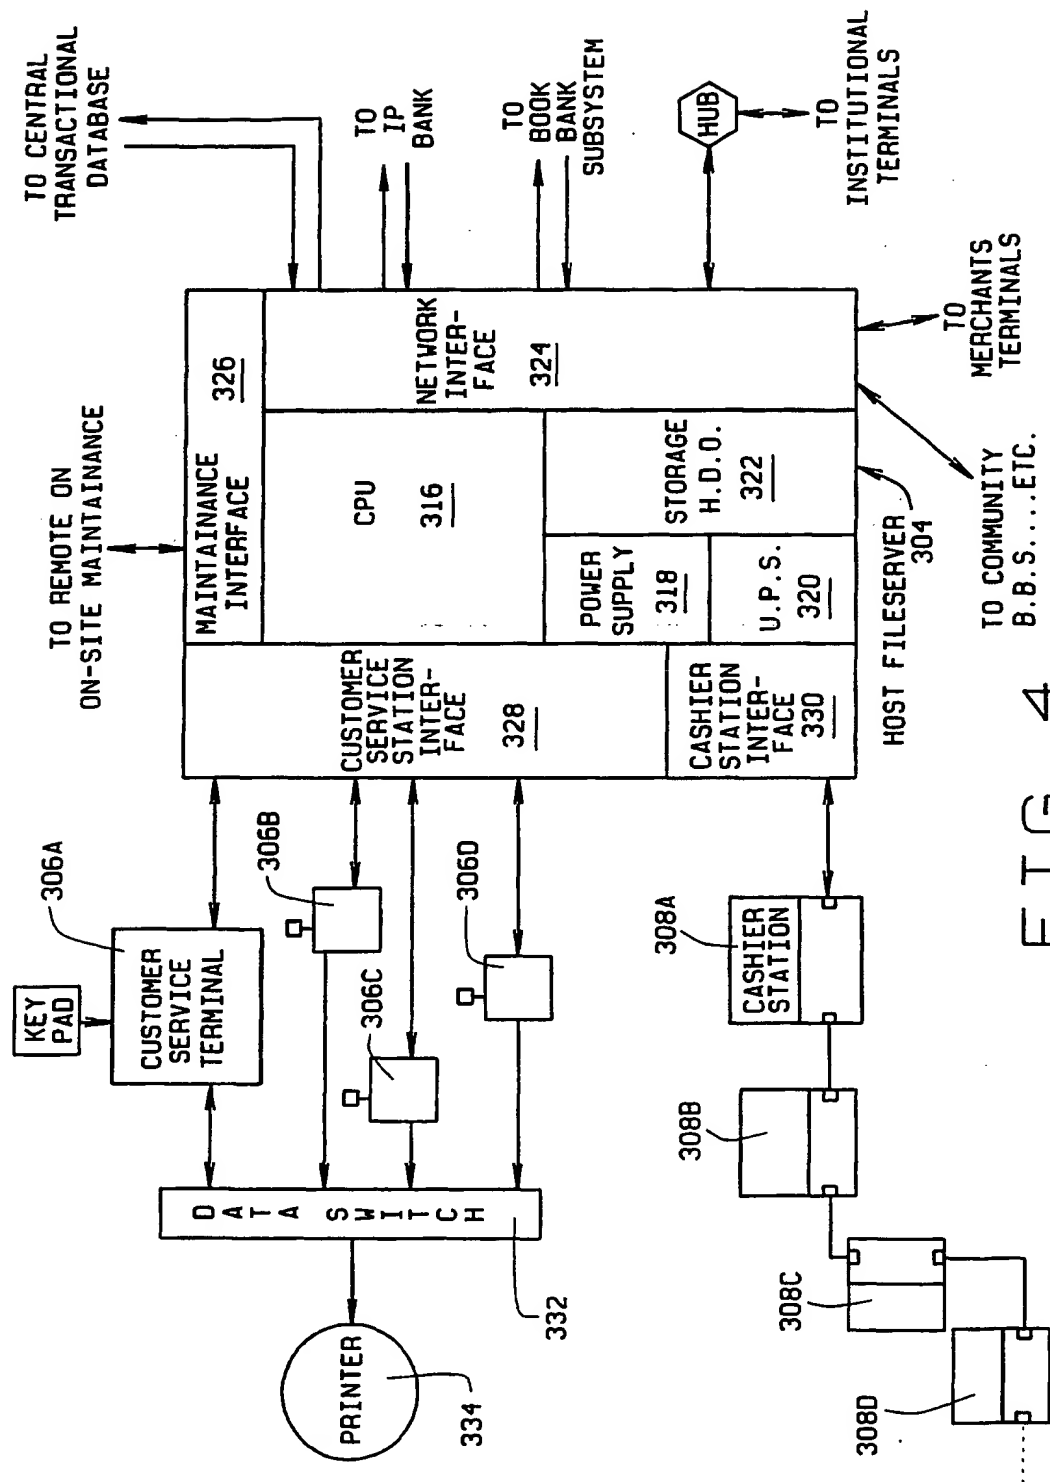 TO CENTRAL
TRANSACTIONAL
DATABASE
TO
IP
BANK
TO
BOOK
BANK
SUBSYSTEM
HUB
TO
INSTITUTIONAL
TERMINALS
TO REMOTE ON
ON-SITE MAINTAINANCE
MAINTAINANCE
INTERFACE
326
NETWORK
INTER-
FACE
324
CPU
316
STORAGE
H.D.O.
322
POWER
SUPPLY
318
U.P.S.
320
CUSTOMER
SERVICE
STATION
INTER-
FACE
328
CASHIER
STATION
INTER-
FACE
330
TO
MERCHANTS
TERMINALS
HOST FILESERVER
304
TO COMMUNITY
B.B.S....ETC.
KEY
PAD
306A
CUSTOMER
SERVICE
TERMINAL
306B
306C
306D
DATA SWITCH
332
PRINTER
334
308A
CASHIER
STATION
308B
308C
308D
FIG 4